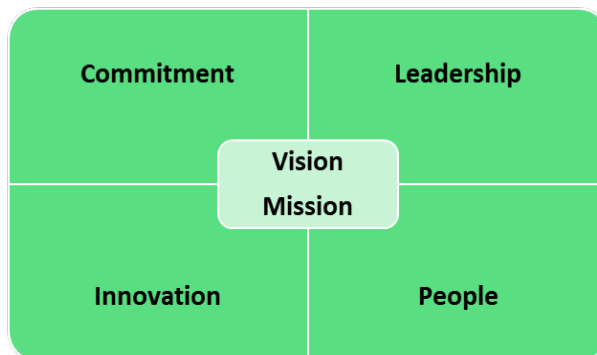 Commitment
Leadership
Vision
Mission
Innovation
People